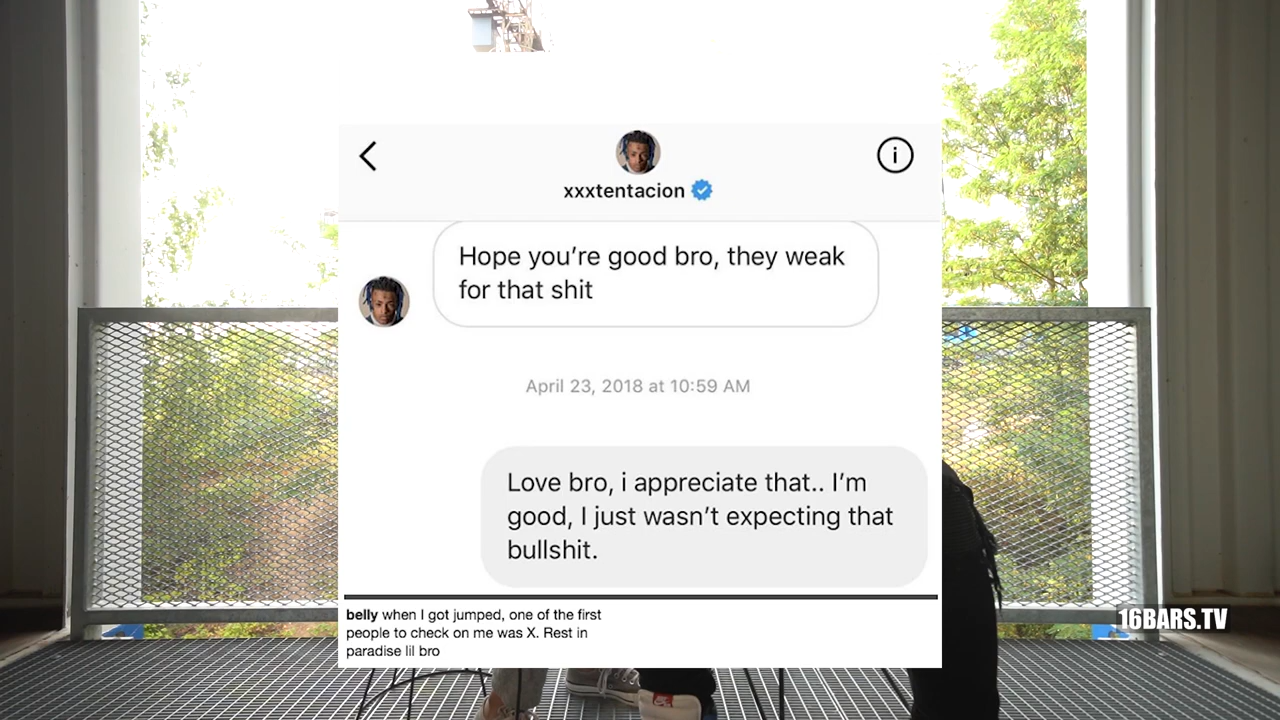 xxxtentacion
Hope you’re good bro, they weak
for that shit
April 23, 2018 at 10:59 AM
Love bro, i appreciate that.. I’m
good, I just wasn’t expecting that
bullshit.
belly when I got jumped, one of the first
people to check on me was X. Rest in
paradise lil bro
16BARS.TV